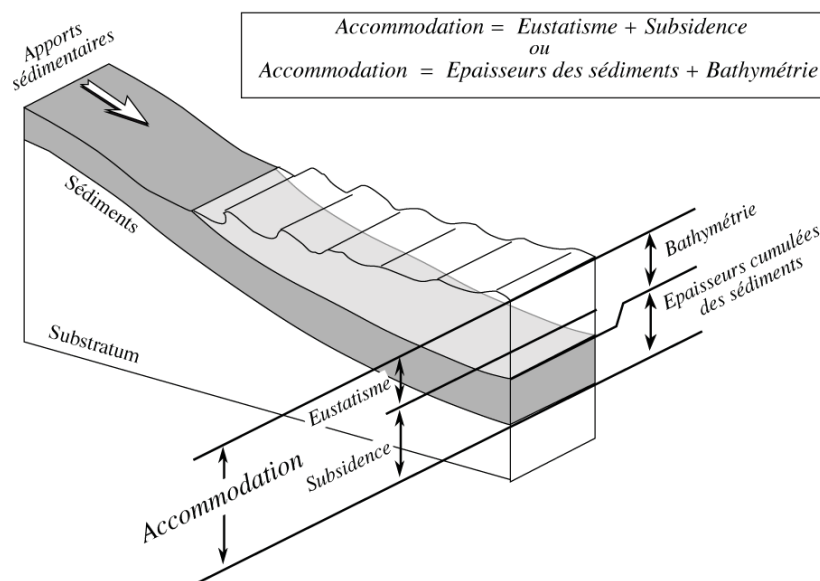 Accommodation = Eustatisme + Subsidence
ou
Accommodation = Epaisseurs des sédiments + Bathymétrie
Apports
sédimentaires
Sédiments
Substratum
Bathymétrie
Epaisseurs cumulées
des sédiments
Eustatisme
Subsidence
Accommodation